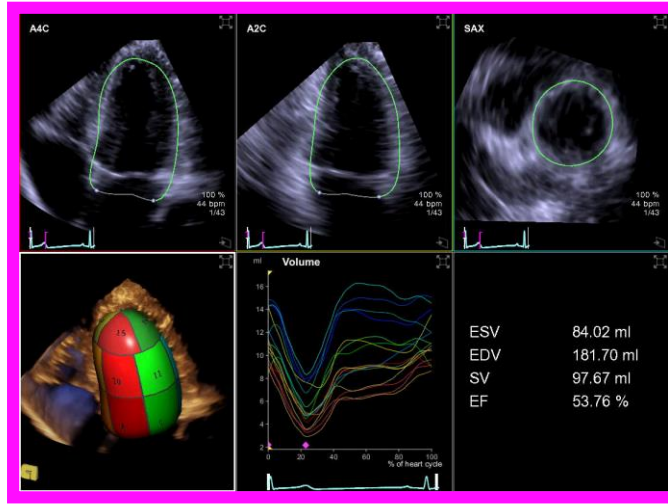 A4C
100 %
44 bpm
1/43
A2C
100 %
44 bpm
1/43
SAX
100 %
44 bpm
1/43
15
11
ml
Volume
16
14
12
10
8
6
4
2
0
20
40
60
80
100
% of heart cycle
ESV 84.02 ml
EDV 181.70 ml
SV 97.67 ml
EF 53.76 %